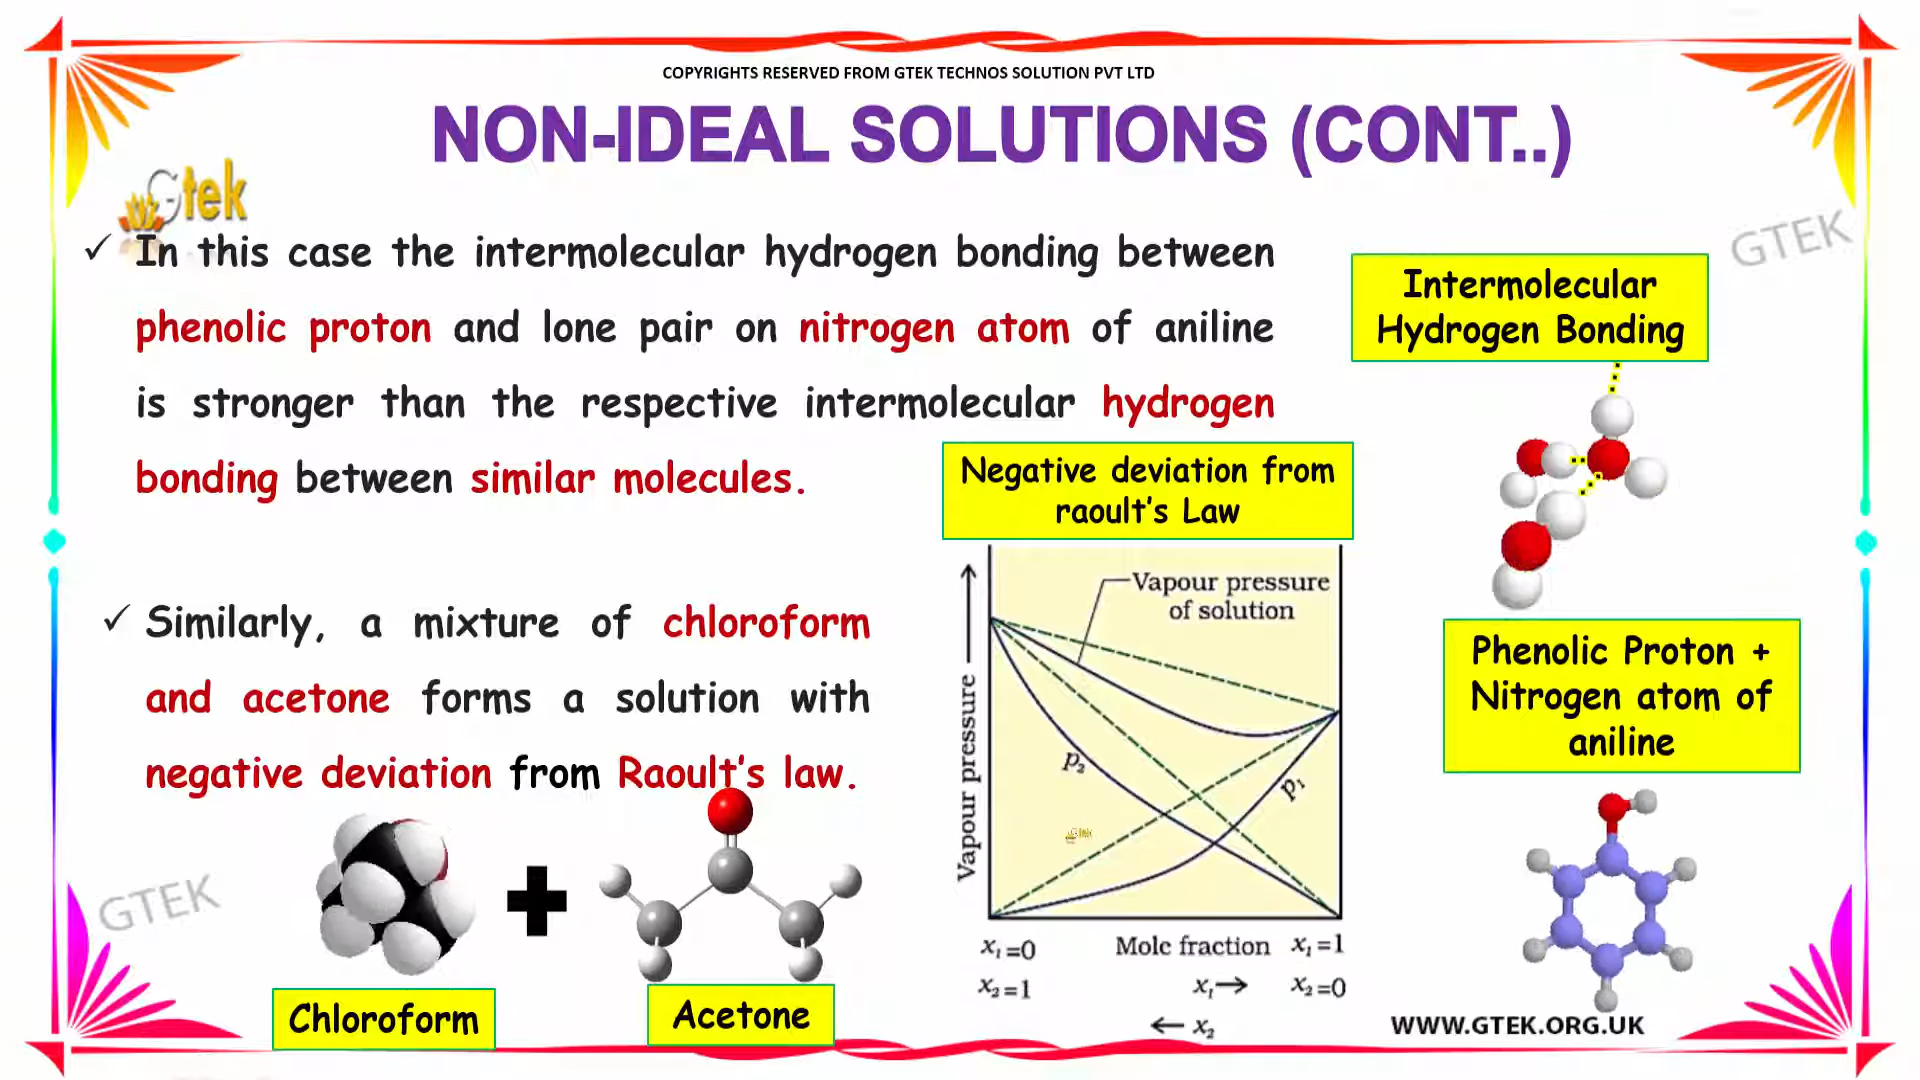 COPYRIGHTS RESERVED FROM GTEK TECHNOS SOLUTION PVT LTD
NON-IDEAL SOLUTIONS (CONT..)
Gtek
GTEK
✓ In this case the intermolecular hydrogen bonding between
phenolic proton and lone pair on nitrogen atom of aniline
is stronger than the respective intermolecular hydrogen
bonding between similar molecules.
Intermolecular
Hydrogen Bonding
Negative deviation from
raoult's Law
✓ Similarly, a mixture of chloroform
and acetone forms a solution with
negative deviation from Raoult's law.
Vapour pressure
of solution
Vapour pressure
p₂
p₁
Gtek
x₁=0
Mole fraction
x₁=1
x₂=1
x₁→
x₂=0
← x₂
Phenolic Proton +
Nitrogen atom of
aniline
GTEK
Chloroform
Acetone
WWW.GTEK.ORG.UK